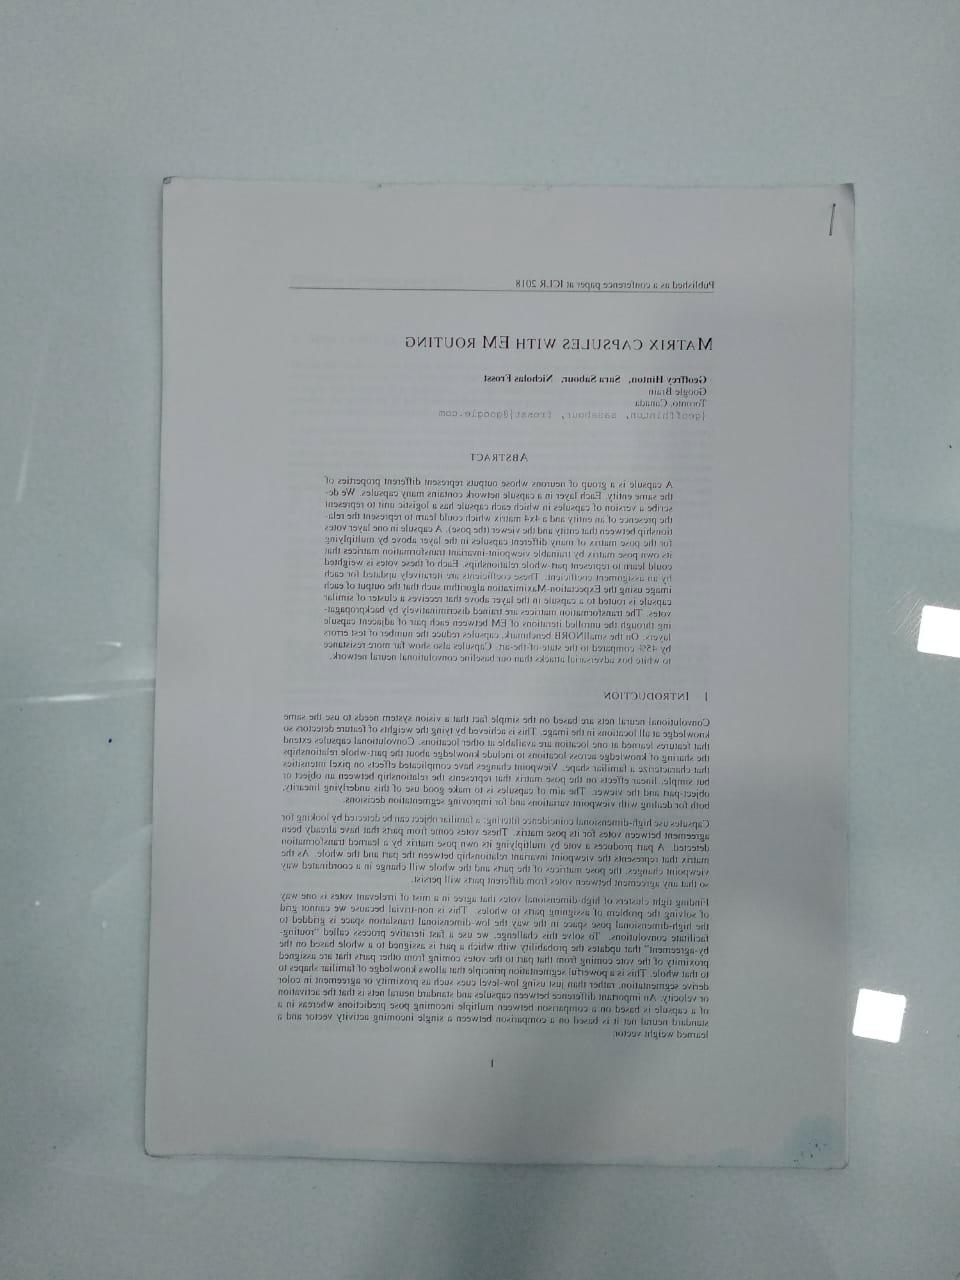 Published as a conference paper at ICLR 2018
MATRIX CAPSULES WITH EM ROUTING
Geoffrey Hinton, Sara Sabour, Nicholas Frosst
Google Brain
Toronto, Canada
{geoffhinton, sasabour, frosst}@google.com
ABSTRACT
A capsule is a group of neurons whose outputs represent different properties of
the same entity. Each layer in a capsule network contains many capsules. We de-
scribe a version of capsules in which each capsule has a logistic unit to represent
the presence of an entity and a 4x4 matrix which could learn to represent the rela-
tionship between that entity and the viewer (the pose). A capsule in one layer votes
for the pose matrix of many different capsules in the layer above by multiplying
its own pose matrix by trainable viewpoint-invariant transformation matrices that
could learn to represent part-whole relationships. Each of these votes is weighted
by an assignment coefficient. These coefficients are iteratively updated for each
image using the Expectation-Maximization algorithm such that the output of each
capsule is routed to a capsule in the layer above that receives a cluster of similar
votes. The transformation matrices are trained discriminatively by backpropagat-
ing through the unrolled iterations of EM between each pair of adjacent capsule
layers. On the smallNORB benchmark, capsules reduce the number of test errors
by 45% compared to the state-of-the-art. Capsules also show far more resistance
to white box adversarial attacks than our baseline convolutional neural network.
1 INTRODUCTION
Convolutional neural nets are based on the simple fact that a vision system needs to use the same
knowledge at all locations in the image. This is achieved by tying the weights of feature detectors so
that features learned at one location are available at other locations. Convolutional capsules extend
the sharing of knowledge across locations to include knowledge about the part-whole relationships
that characterize a familiar shape. Viewpoint changes have complicated effects on pixel intensities
but simple, linear effects on the pose matrix that represents the relationship between an object or
object-part and the viewer. The aim of capsules is to make good use of this underlying linearity,
both for dealing with viewpoint variations and for improving segmentation decisions.
Capsules use high-dimensional coincidence filtering: a familiar object can be detected by looking for
agreement between votes for its pose matrix. These votes come from parts that have already been
detected. A part produces a vote by multiplying its own pose matrix by a learned transformation
matrix that represents the viewpoint invariant relationship between the part and the whole. As the
viewpoint changes, the pose matrices of the parts and the whole will change in a coordinated way
so that any agreement between votes from different parts will persist.
Finding tight clusters of high-dimensional votes that agree in a mist of irrelevant votes is one way
of solving the problem of assigning parts to wholes. This is non-trivial because we cannot grid
the high-dimensional pose space in the way the low-dimensional translation space is gridded to
facilitate convolutions. To solve this challenge, we use a fast iterative process called "routing-
by-agreement" that updates the probability with which a part is assigned to a whole based on the
proximity of the vote coming from that part to the votes coming from other parts that are assigned
to that whole. This is a powerful segmentation principle that allows knowledge of familiar shapes to
derive segmentation, rather than just using low-level cues such as proximity or agreement in color
or velocity. An important difference between capsules and standard neural nets is that the activation
of a capsule is based on a comparison between multiple incoming pose predictions whereas in a
standard neural net it is based on a comparison between a single incoming activity vector and a
learned weight vector.
1